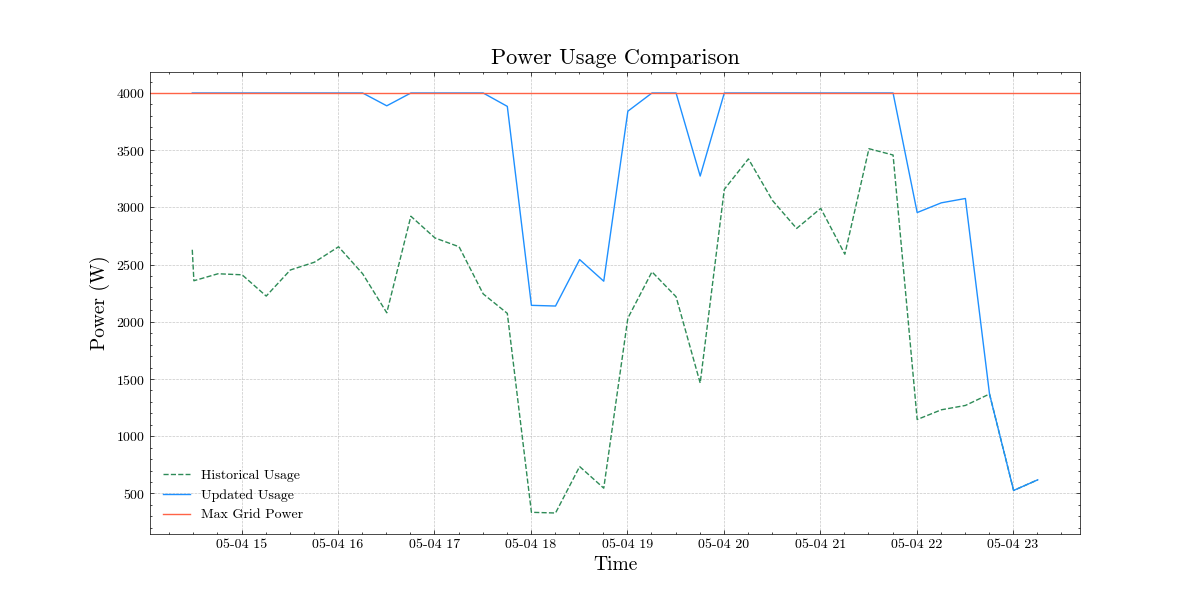 Power Usage Comparison
4000
3500
3000
2500
2000
1500
1000
500
Power (W)
Historical Usage
Updated Usage
Max Grid Power
05-04 15 05-04 16 05-04 17 05-04 18 05-04 19 05-04 20 05-04 21 05-04 22 05-04 23
Time